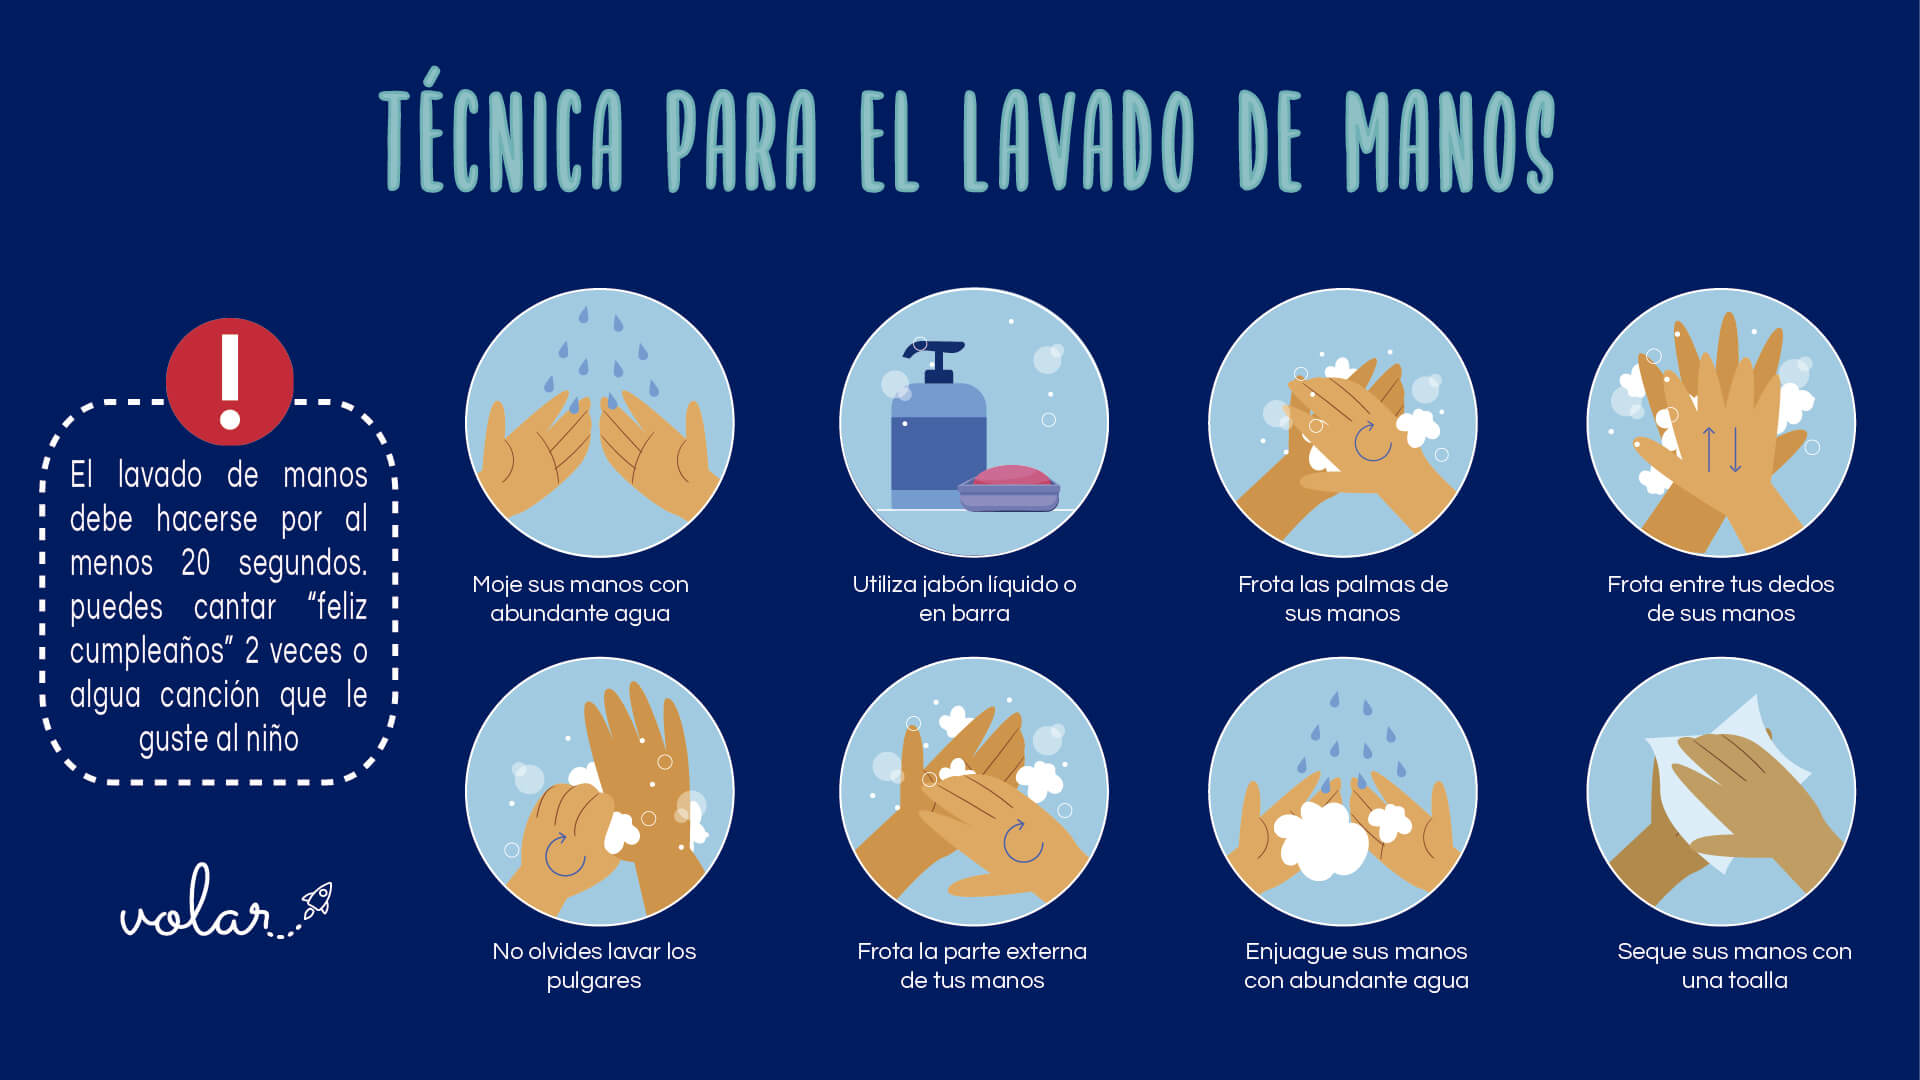 TÉCNICA PARA EL LAVADO DE MANOS
!
El lavado de manos
debe hacerse por al
menos 20 segundos.
puedes cantar “feliz
cumpleaños” 2 veces o
algua canción que le
guste al niño
volar
Moje sus manos con
abundante agua
Utiliza jabón líquido o
en barra
Frota las palmas de
sus manos
Frota entre tus dedos
de sus manos
No olvides lavar los
pulgares
Frota la parte externa
de tus manos
Enjuague sus manos
con abundante agua
Seque sus manos con
una toalla